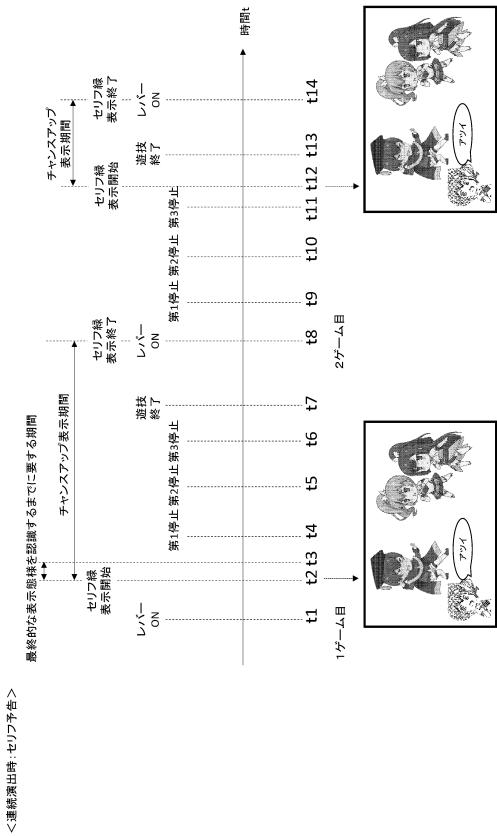 ＜連続演出時：セリフ予告＞
最終的な表示態様を認識するまでに要する期間
チャンスアップ表示期間
チャンスアップ
表示期間
セリフ緑
表示開始
セリフ緑
表示終了
セリフ緑
表示開始
セリフ緑
表示終了
レバー
ON
第1停止 第2停止 第3停止
遊技
終了
レバー
ON
第1停止 第2停止 第3停止
遊技
終了
レバー
ON
時間t
t1 t2 t3 t4 t5 t6 t7 t8 t9 t10 t11 t12 t13 t14
1ゲーム目
2ゲーム目
アツイ
アツイ